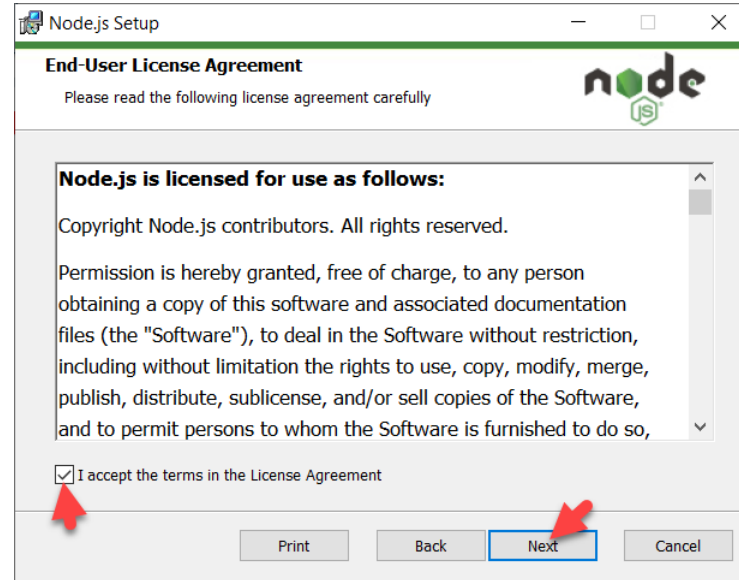 Node.js Setup
End-User License Agreement
Please read the following license agreement carefully
node
JS
Node.js is licensed for use as follows:
Copyright Node.js contributors. All rights reserved.
Permission is hereby granted, free of charge, to any person
obtaining a copy of this software and associated documentation
files (the "Software"), to deal in the Software without restriction,
including without limitation the rights to use, copy, modify, merge,
publish, distribute, sublicense, and/or sell copies of the Software,
and to permit persons to whom the Software is furnished to do so,
I accept the terms in the License Agreement
Print Back Next Cancel